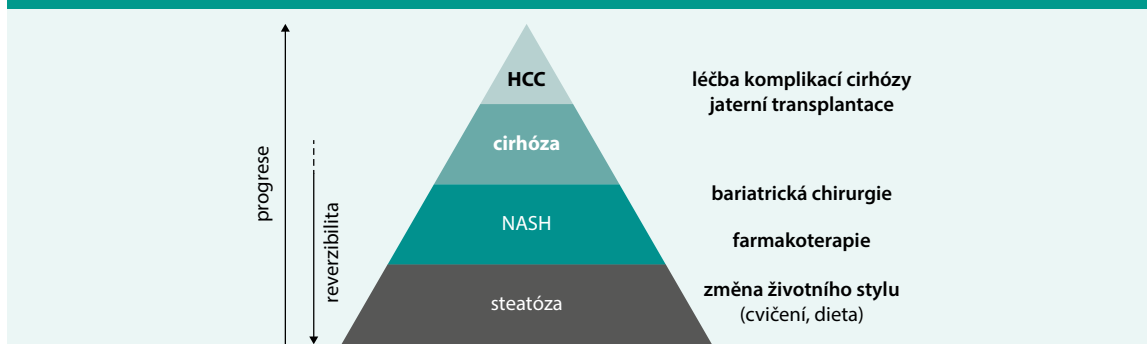 progrese
reverzibilita
HCC
cirhóza
NASH
steatóza
léčba komplikací cirhózy
jaterní transplantace
bariatrická chirurgie
farmakoterapie
změna životního stylu
(cvičení, dieta)